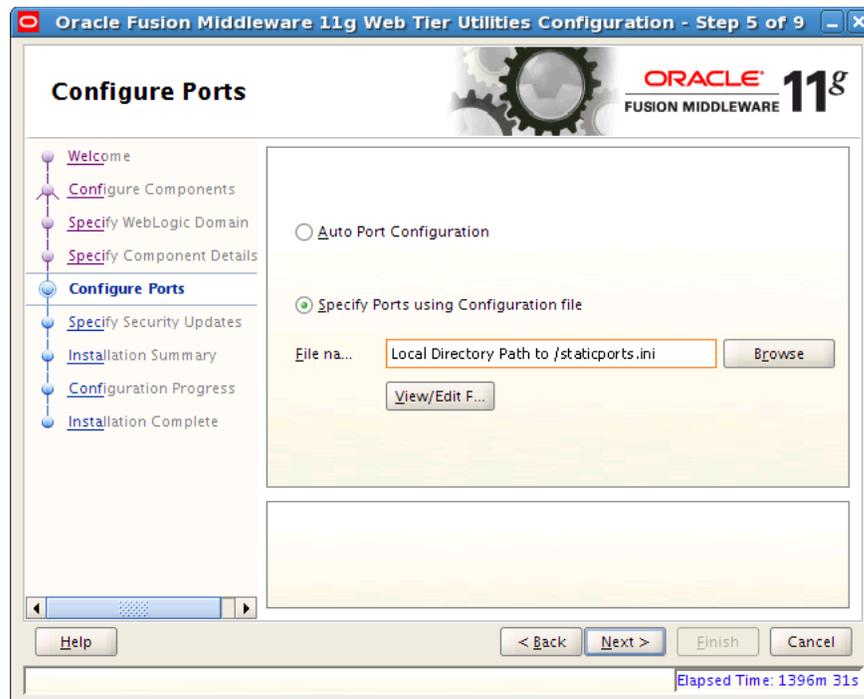 Oracle Fusion Middleware 11g Web Tier Utilities Configuration - Step 5 of 9
Configure Ports
ORACLE
FUSION MIDDLEWARE
11g
Welcome
Configure Components
Specify WebLogic Domain
Specify Component Details
Configure Ports
Specify Security Updates
Installation Summary
Configuration Progress
Installation Complete
Auto Port Configuration
Specify Ports using Configuration file
File na... Local Directory Path to /staticports.ini Browse
View/Edit F...
Help < Back Next > Finish Cancel
Elapsed Time: 1396m 31s